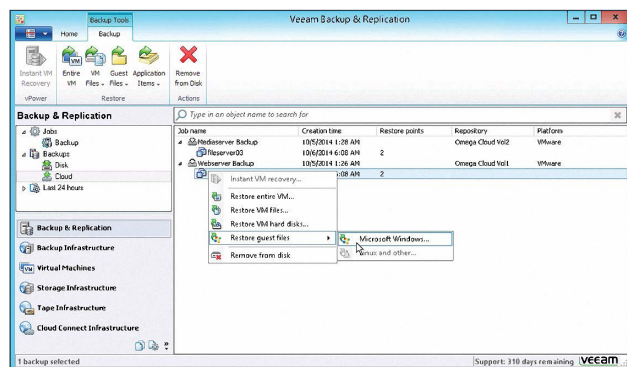 Backup Tools
Veeam Backup & Replication
Home
Backup
Instant VM Recovery
Entire VM
VM Files
Guest Files
Application Items
Remove from Disk
vPower
Restore
Actions
Backup & Replication
Type in an object name to search for
Jobs
Backup
Backups
Disk
Cloud
Last 24 hours
Job name Creation time Restore points Repository Platform
Mediaserver Backup 10/5/2014 1:28 AM Omega Cloud Vol2 VMware
fileserver03 10/6/2014 6:08 AM 2
Webserver Backup 10/5/2014 1:26 AM Omega Cloud Vol1 VMware
5:08 AM 2
Instant VM recovery...
Restore entire VM...
Restore VM files...
Restore VM hard disks...
Restore guest files
Microsoft Windows...
Linux and other...
Remove from disk
Backup & Replication
Backup Infrastructure
Virtual Machines
Storage Infrastructure
Tape Infrastructure
Cloud Connect Infrastructure
1 backup selected
Support: 310 days remaining
veeam